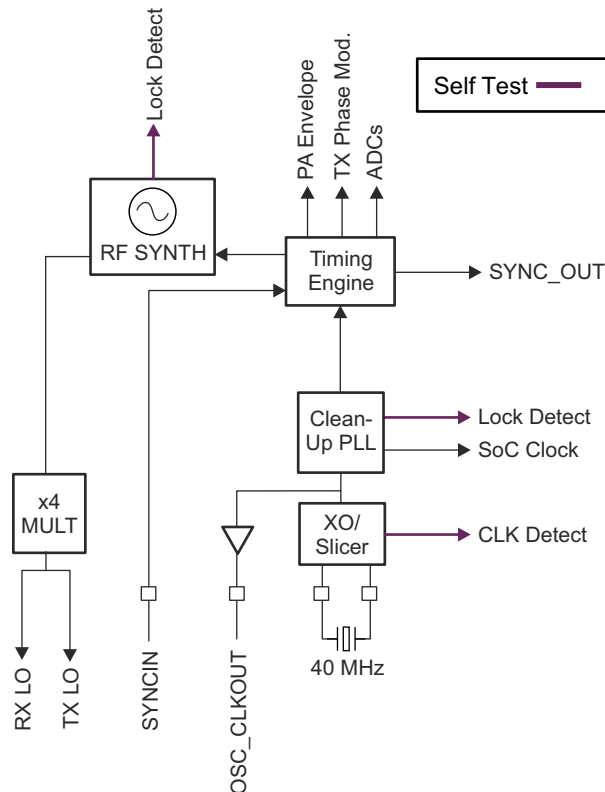 Lock Detect
PA Envelope
TX Phase Mod.
ADCs
Self Test
RF SYNTH
Timing
Engine
SYNC_OUT
Clean-
Up PLL
Lock Detect
SoC Clock
x4
MULT
XO/
Slicer
CLK Detect
40 MHz
RX LO
TX LO
SYNCIN
OSC_CLKOUT